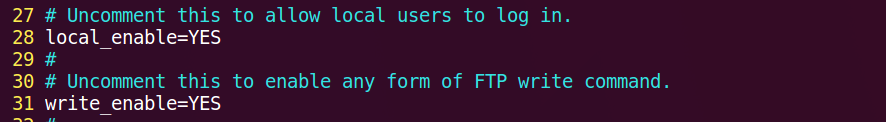 27 # Uncomment this to allow local users to log in.
28 local_enable=YES
29 #
30 # Uncomment this to enable any form of FTP write command.
31 write_enable=YES
32 #